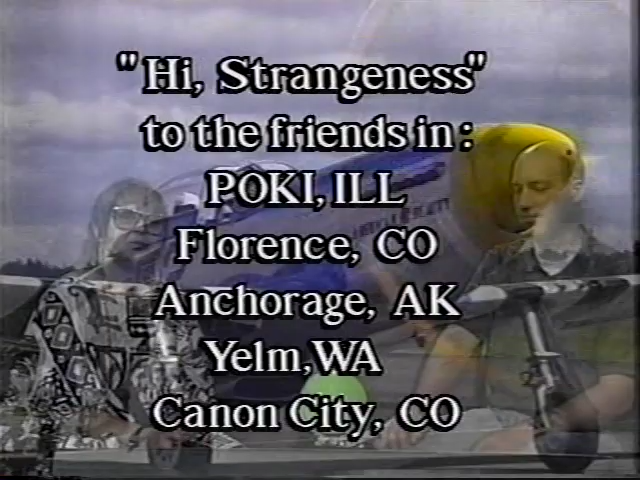 "Hi, Strangeness"
to the friends in:
POKI, ILL
Florence, CO
Anchorage, AK
Yelm,WA
Canon City, CO